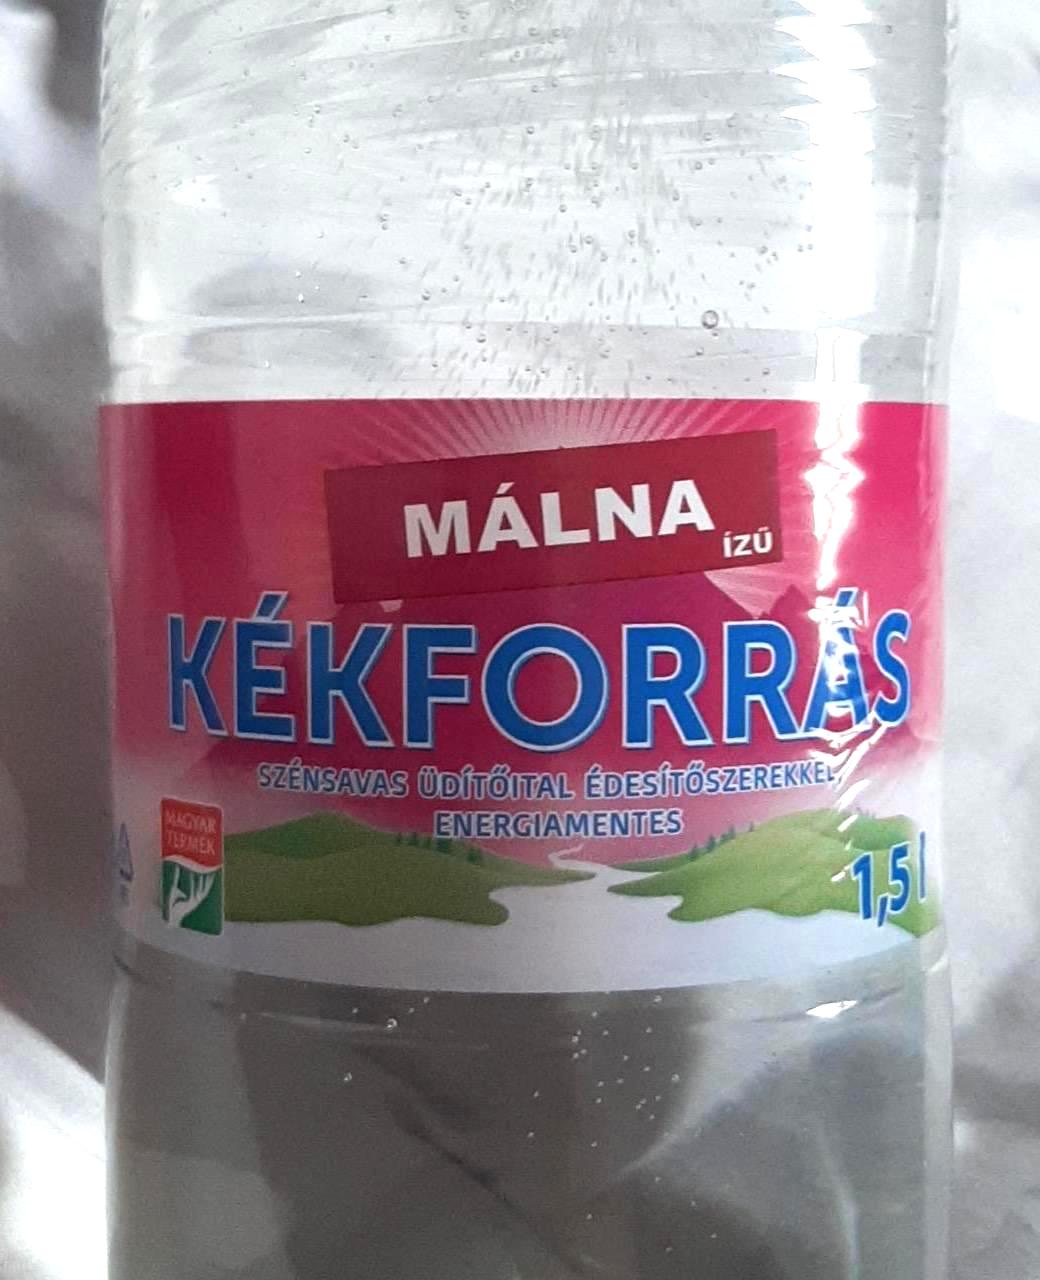 MÁLNA
ÍZŰ
KÉKFORRÁS
SZÉNSAVAS ÜDÍTŐITAL ÉDESÍTŐSZEREKKEL,
ENERGIAMENTES
MAGYAR
TERMÉK
1,5 l